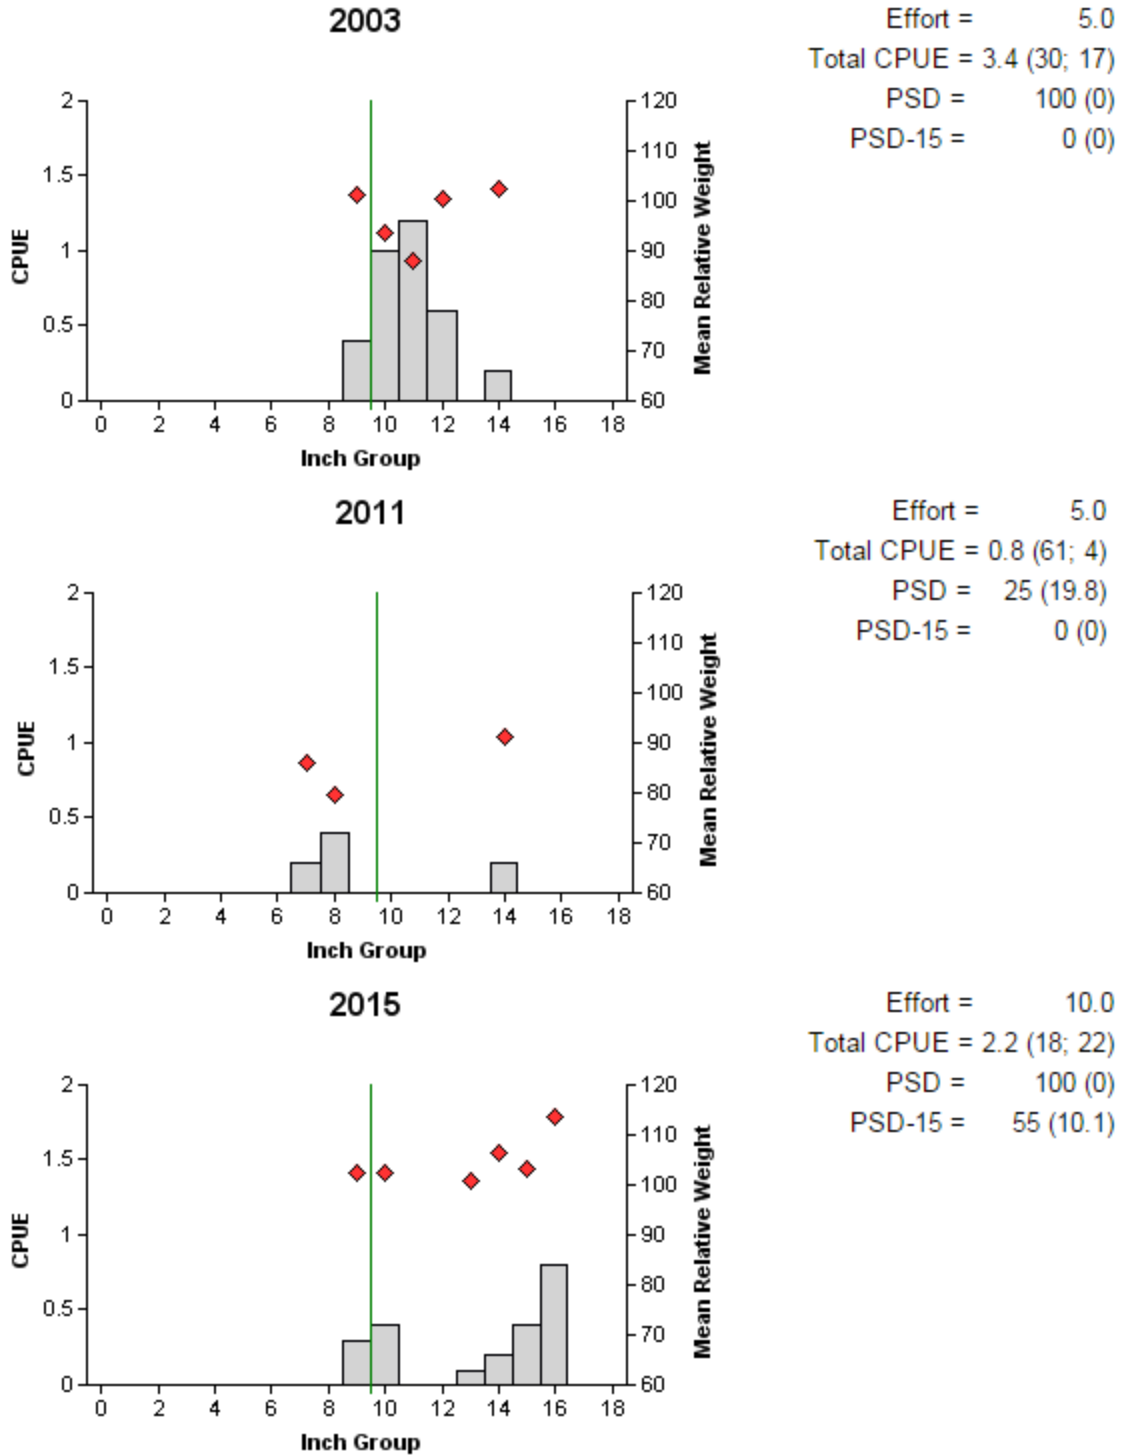 2003
Effort = 5.0
Total CPUE = 3.4 (30; 17)
PSD = 100 (0)
PSD-15 = 0 (0)
2
1.5
1
0.5
0
CPUE
120
110
100
90
80
70
60
Mean Relative Weight
0 2 4 6 8 10 12 14 16 18
Inch Group
2011
Effort = 5.0
Total CPUE = 0.8 (61; 4)
PSD = 25 (19.8)
PSD-15 = 0 (0)
2
1.5
1
0.5
0
CPUE
120
110
100
90
80
70
60
Mean Relative Weight
0 2 4 6 8 10 12 14 16 18
Inch Group
2015
Effort = 10.0
Total CPUE = 2.2 (18; 22)
PSD = 100 (0)
PSD-15 = 55 (10.1)
2
1.5
1
0.5
0
CPUE
120
110
100
90
80
70
60
Mean Relative Weight
0 2 4 6 8 10 12 14 16 18
Inch Group